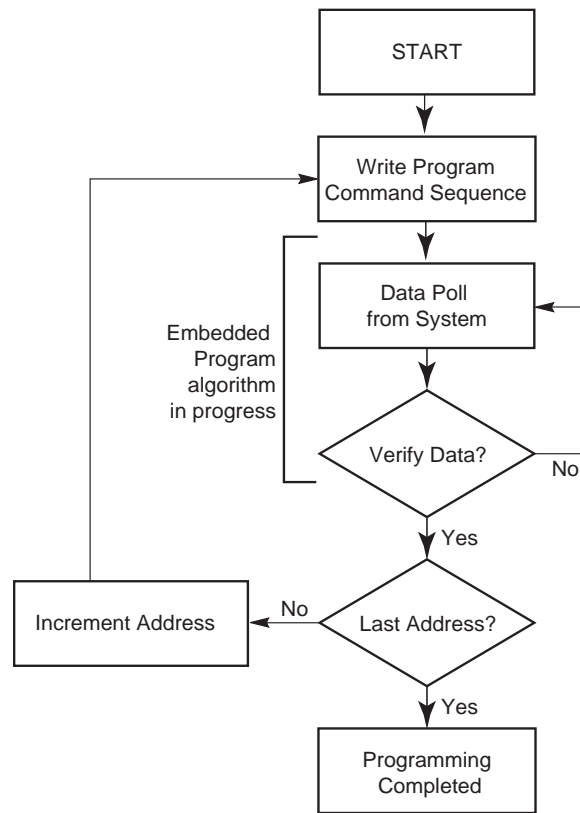 START
Write Program
Command Sequence
Data Poll
from System
Embedded
Program
algorithm
in progress
Verify Data?
No
Yes
Last Address?
No
Increment Address
Yes
Programming
Completed